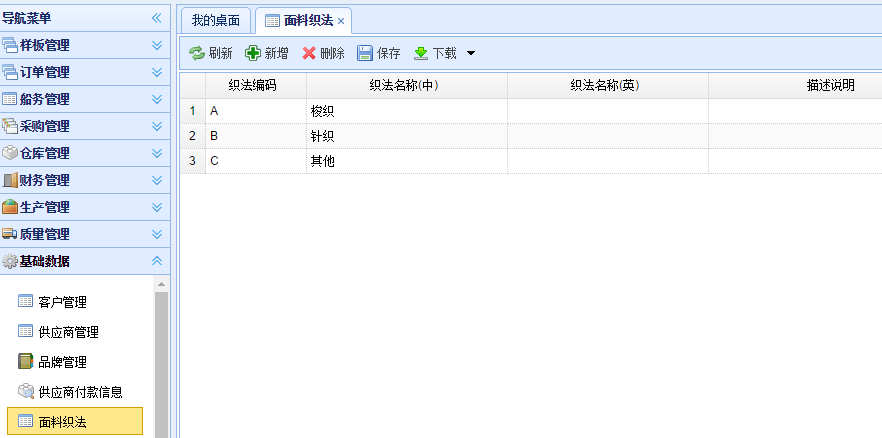 导航菜单
样板管理
订单管理
船务管理
采购管理
仓库管理
财务管理
生产管理
质量管理
基础数据
客户管理
供应商管理
品牌管理
供应商付款信息
面料织法
我的桌面 面料织法
刷新 新增 删除 保存 下载
织法编码 织法名称(中) 织法名称(英) 描述说明
1 A 梭织
2 B 针织
3 C 其他